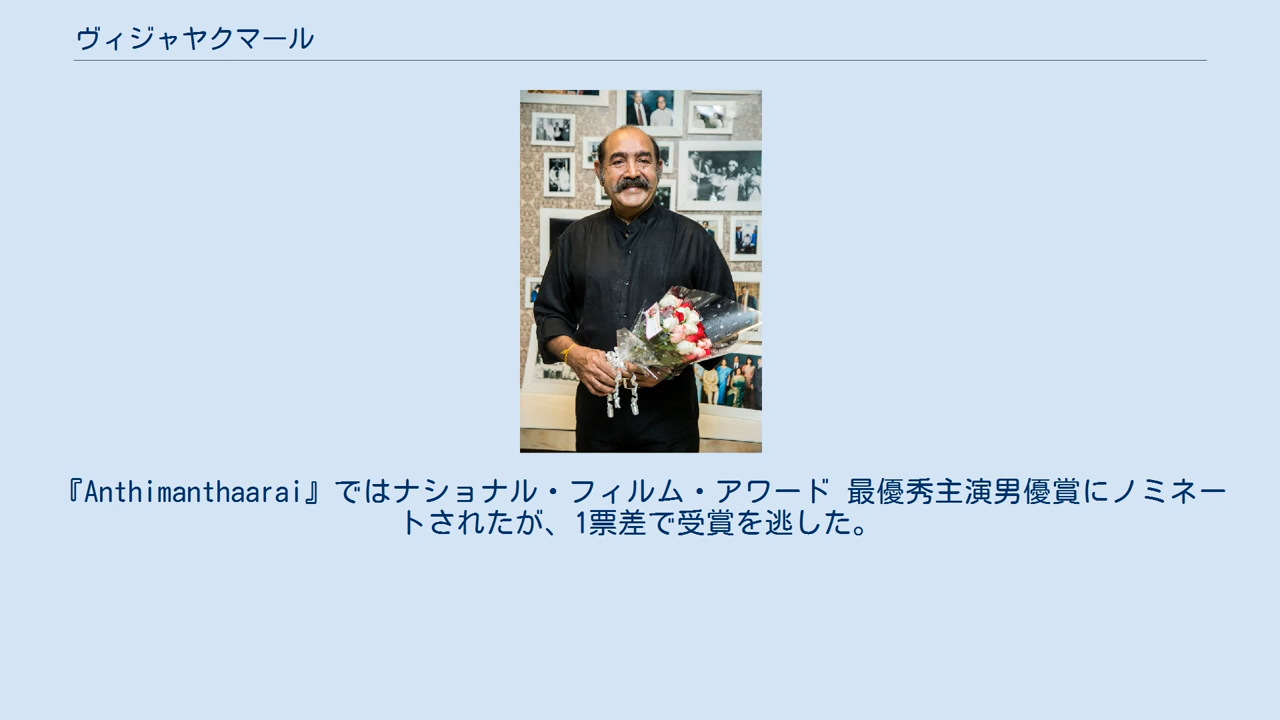 ヴィジャヤクマール
『Anthimanthaarai』ではナショナル・フィルム・アワード 最優秀主演男優賞にノミネー
トされたが、1票差で受賞を逃した。